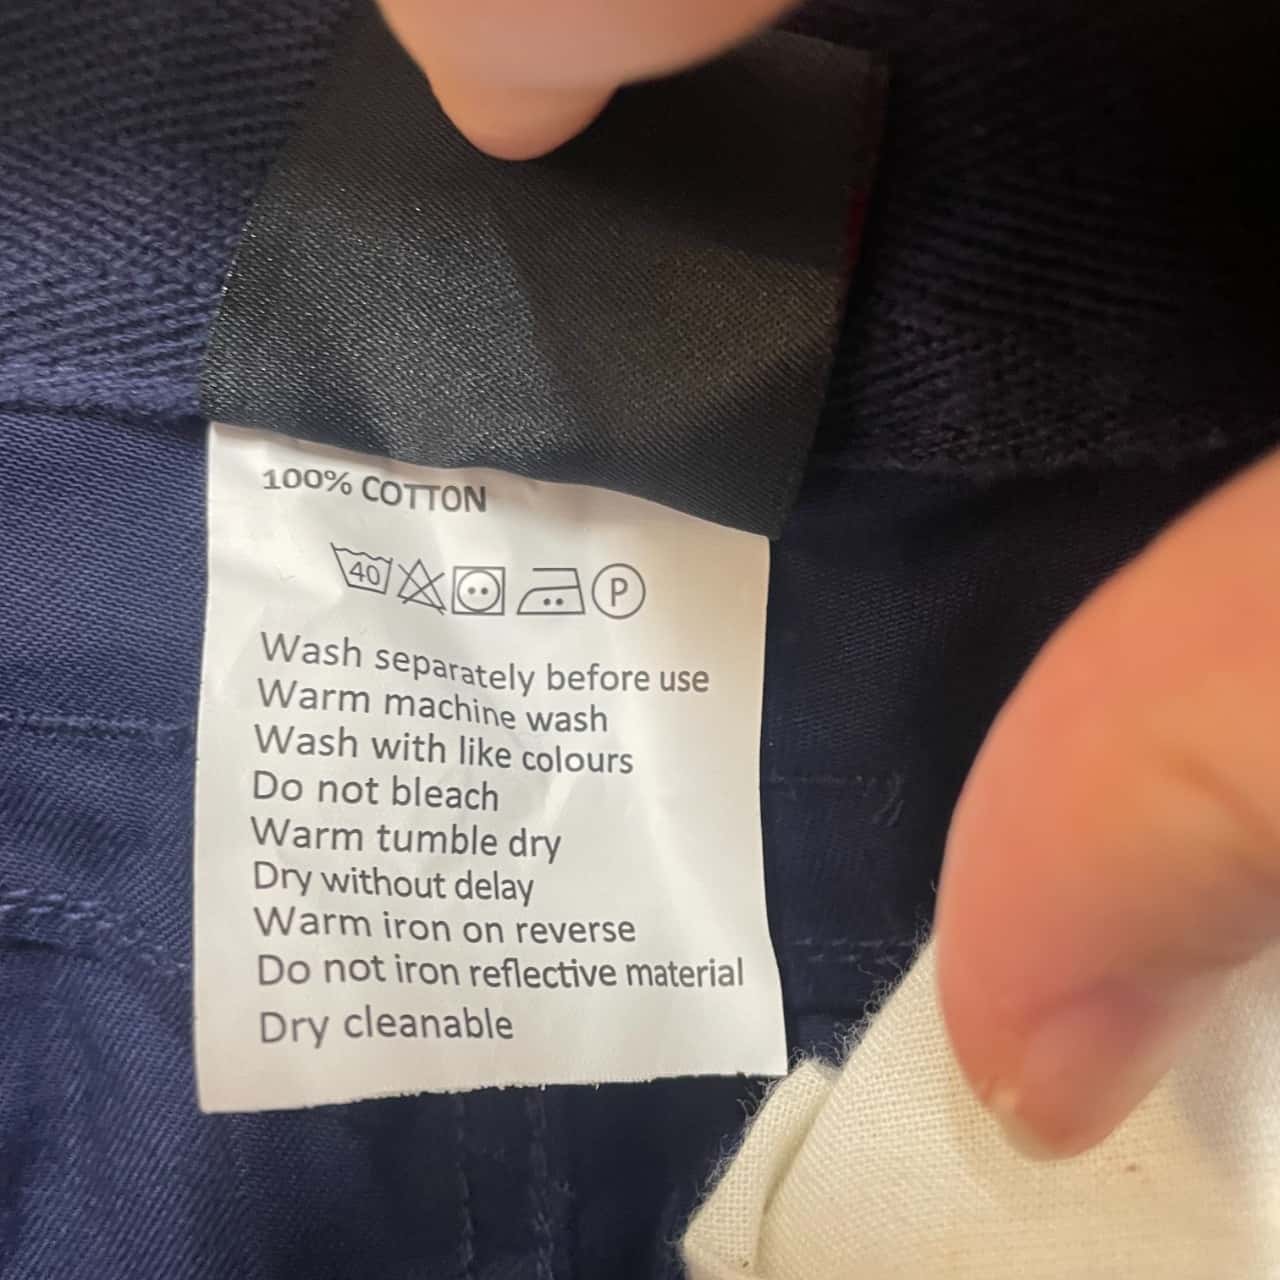 100% COTTON
40 P
Wash separately before use
Warm machine wash
Wash with like colours
Do not bleach
Warm tumble dry
Dry without delay
Warm iron on reverse
Do not iron reflective material
Dry cleanable